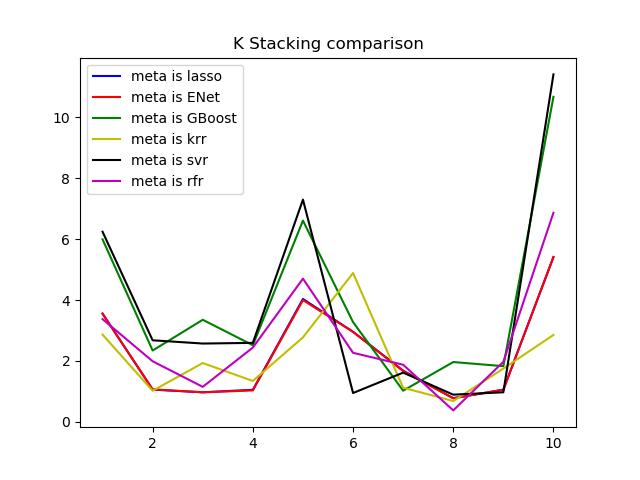 K Stacking comparison
meta is lasso
meta is ENet
meta is GBoost
meta is krr
meta is svr
meta is rfr
10
8
6
4
2
0
2 4 6 8 10